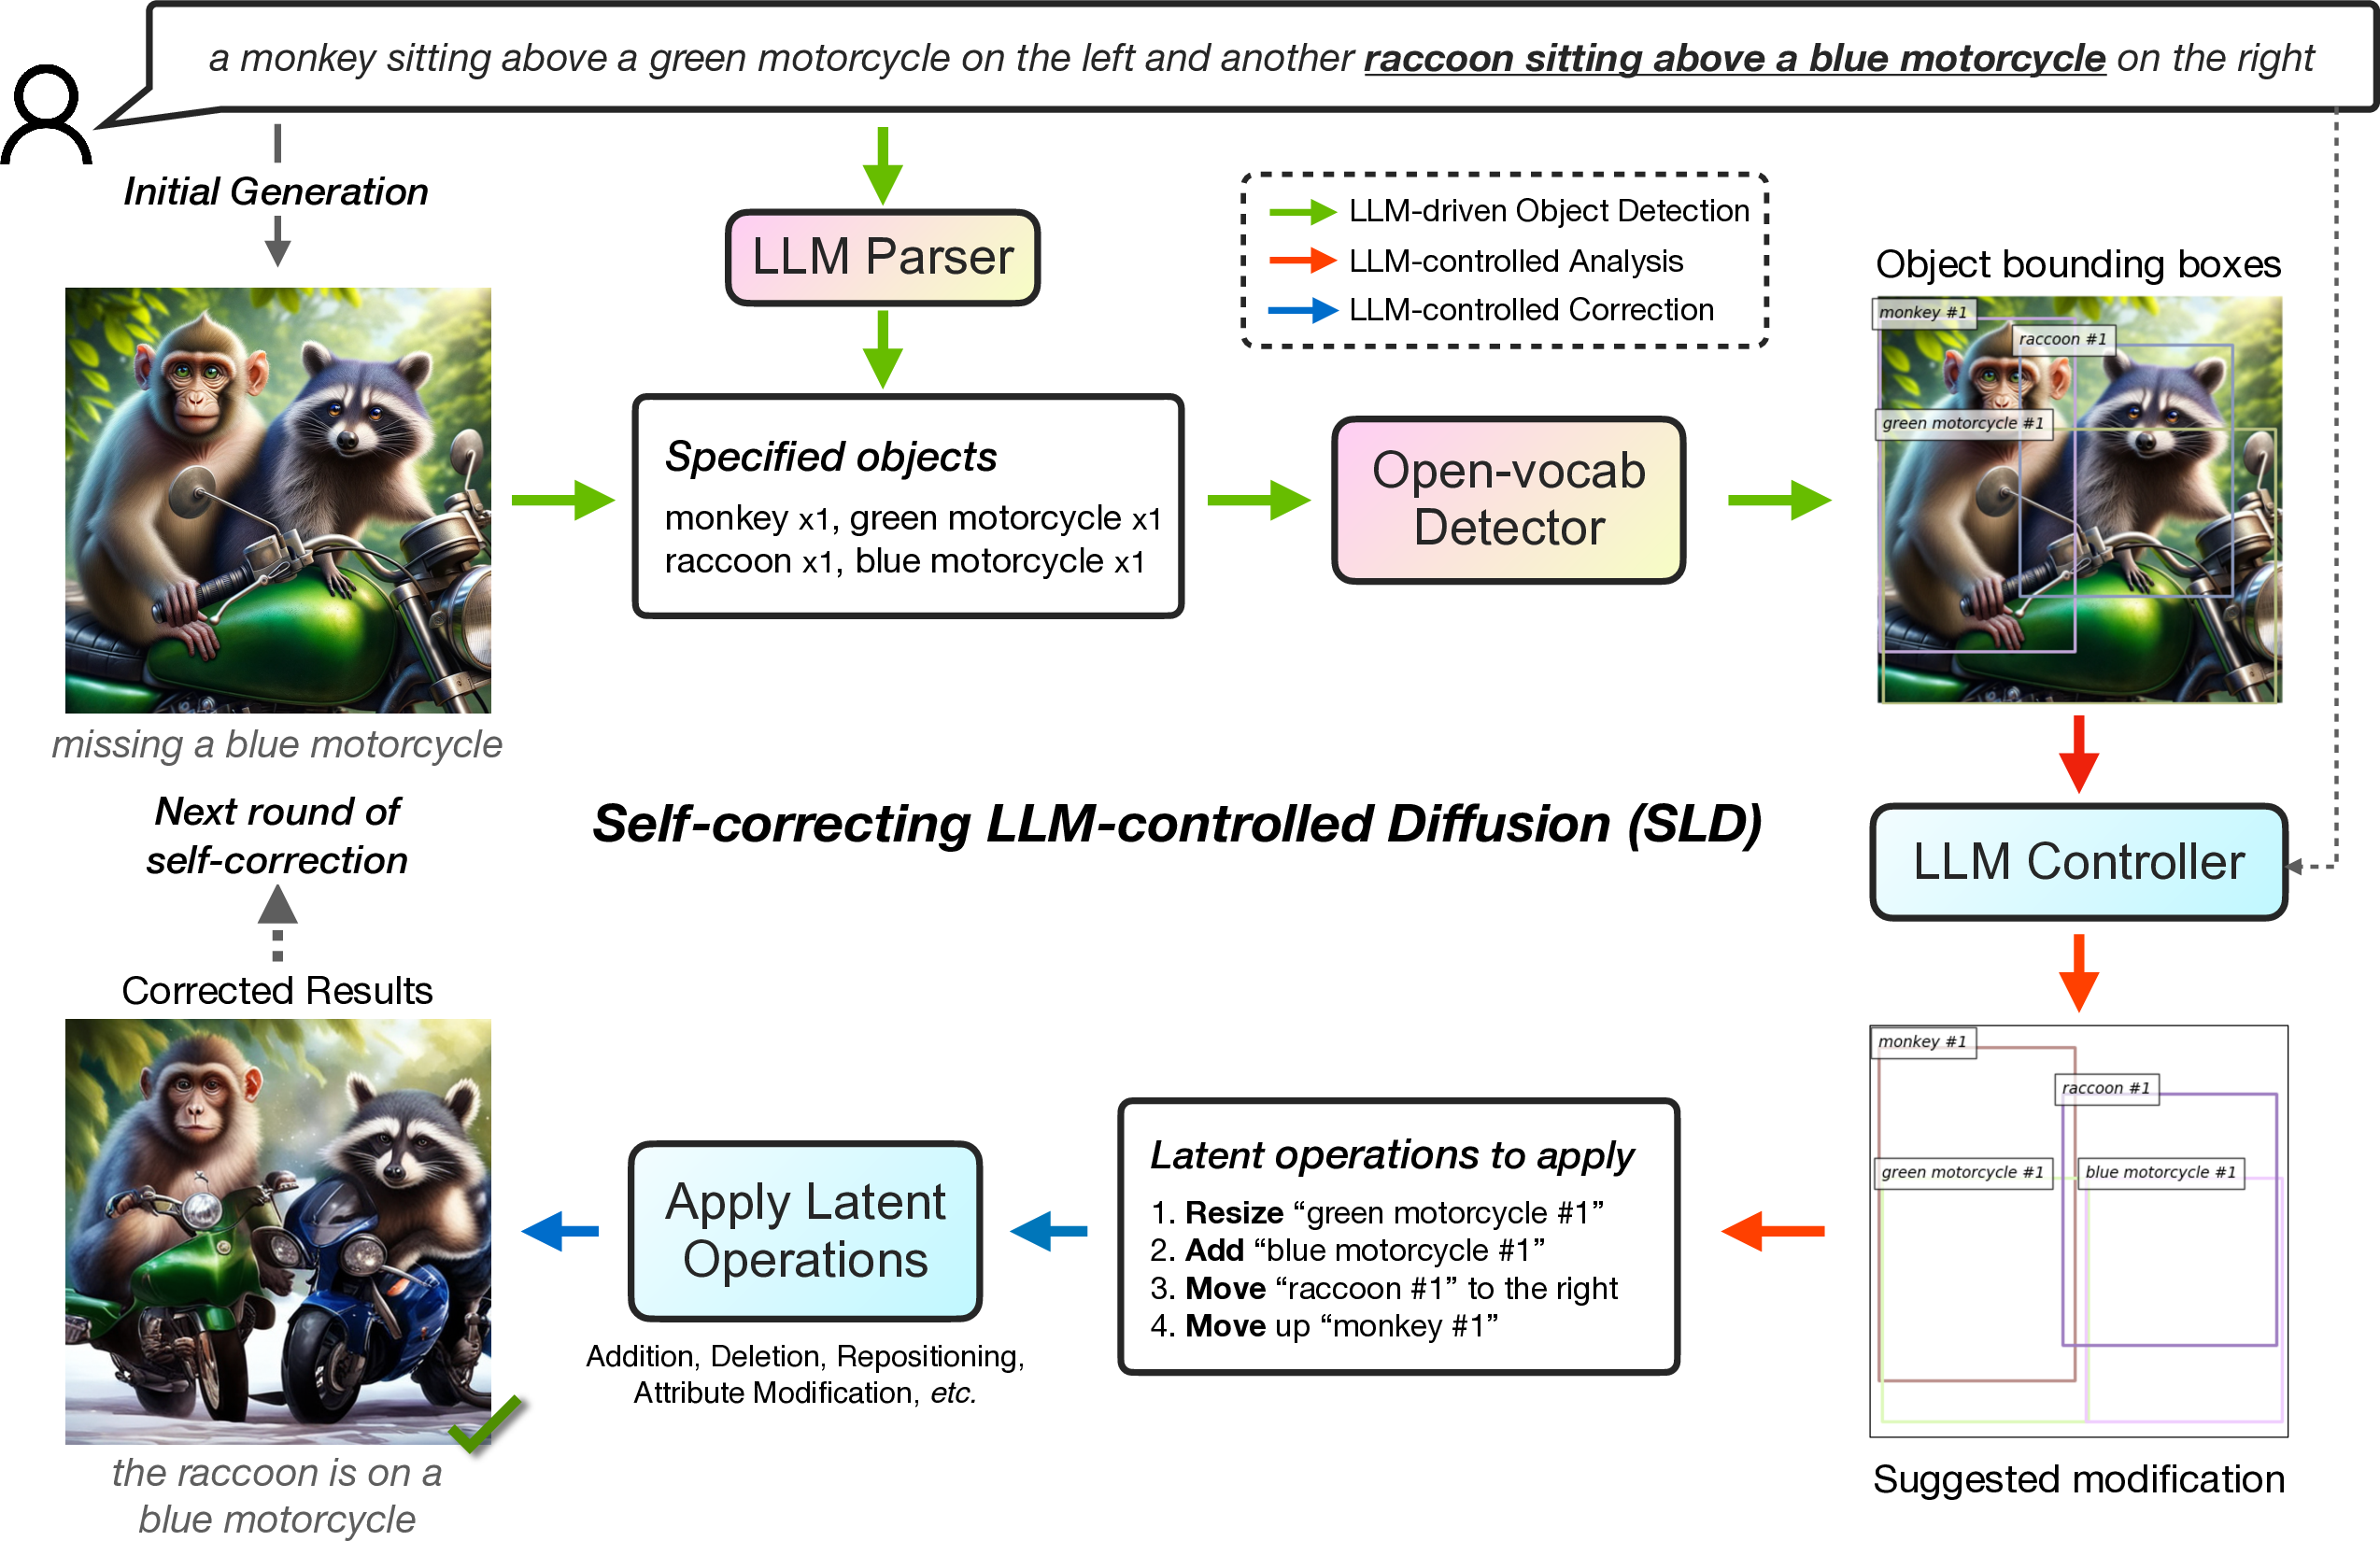 a monkey sitting above a green motorcycle on the left and another raccoon sitting above a blue motorcycle on the right
Initial Generation
LLM Parser
LLM-driven Object Detection
LLM-controlled Analysis
LLM-controlled Correction
Object bounding boxes
monkey #1
raccoon #1
green motorcycle #1
Specified objects
monkey x1, green motorcycle x1
raccoon x1, blue motorcycle x1
Open-vocab
Detector
missing a blue motorcycle
Next round of
self-correction
Self-correcting LLM-controlled Diffusion (SLD)
LLM Controller
Corrected Results
monkey #1
raccoon #1
green motorcycle #1
blue motorcycle #1
Latent operations to apply
1. Resize “green motorcycle #1”
2. Add “blue motorcycle #1”
3. Move “raccoon #1” to the right
4. Move up “monkey #1”
Apply Latent
Operations
Addition, Deletion, Repositioning,
Attribute Modification, etc.
the raccoon is on a
blue motorcycle
Suggested modification